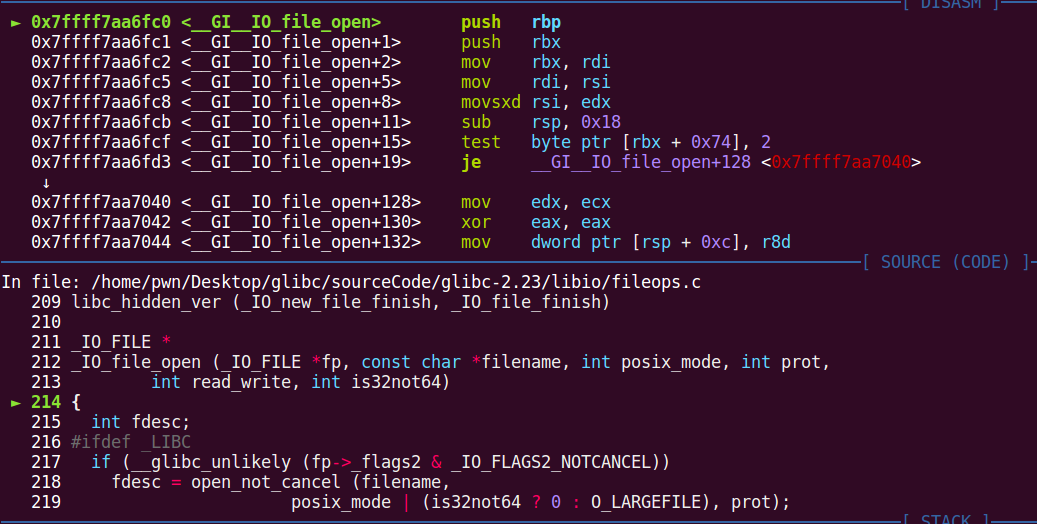 [ DISASM ]
► 0x7ffff7aa6fc0 <__GI__IO_file_open>        push   rbp
0x7ffff7aa6fc1 <__GI__IO_file_open+1>      push   rbx
0x7ffff7aa6fc2 <__GI__IO_file_open+2>      mov    rbx, rdi
0x7ffff7aa6fc5 <__GI__IO_file_open+5>      mov    rdi, rsi
0x7ffff7aa6fc8 <__GI__IO_file_open+8>      movsxd rsi, edx
0x7ffff7aa6fcb <__GI__IO_file_open+11>     sub    rsp, 0x18
0x7ffff7aa6fcf <__GI__IO_file_open+15>     test   byte ptr [rbx + 0x74], 2
0x7ffff7aa6fd3 <__GI__IO_file_open+19>     je     __GI__IO_file_open+128 <0x7ffff7aa7040>
↓
0x7ffff7aa7040 <__GI__IO_file_open+128>    mov    edx, ecx
0x7ffff7aa7042 <__GI__IO_file_open+130>    xor    eax, eax
0x7ffff7aa7044 <__GI__IO_file_open+132>    mov    dword ptr [rsp + 0xc], r8d
[ SOURCE (CODE) ]
In file: /home/pwn/Desktop/glibc/sourceCode/glibc-2.23/libio/fileops.c
209 libc_hidden_ver (_IO_new_file_finish, _IO_file_finish)
210
211 _IO_FILE *
212 _IO_file_open (_IO_FILE *fp, const char *filename, int posix_mode, int prot,
213         int read_write, int is32not64)
► 214 {
215   int fdesc;
216 #ifdef _LIBC
217   if (__glibc_unlikely (fp->_flags2 & _IO_FLAGS2_NOTCANCEL))
218     fdesc = open_not_cancel (filename,
219                       posix_mode | (is32not64 ? 0 : O_LARGEFILE), prot);
[ STACK ]